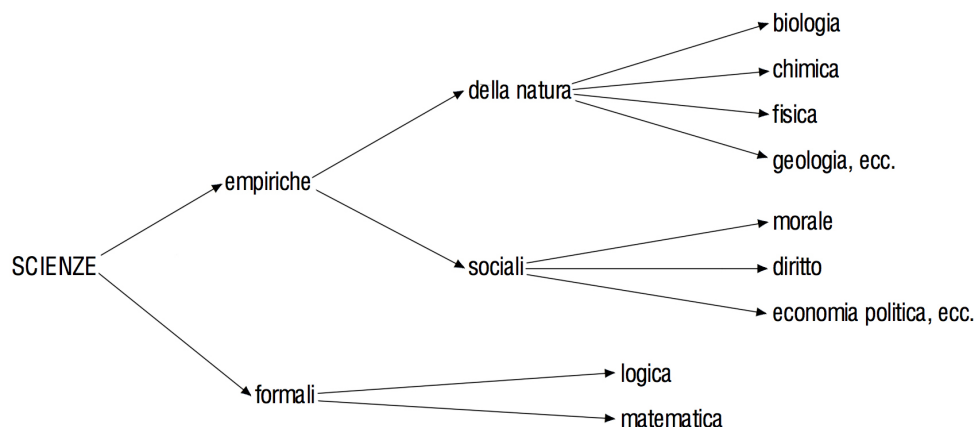 biologia
chimica
della natura
fisica
geologia, ecc.
empiriche
morale
SCIENZE
sociali
diritto
economia politica, ecc.
logica
formali
matematica